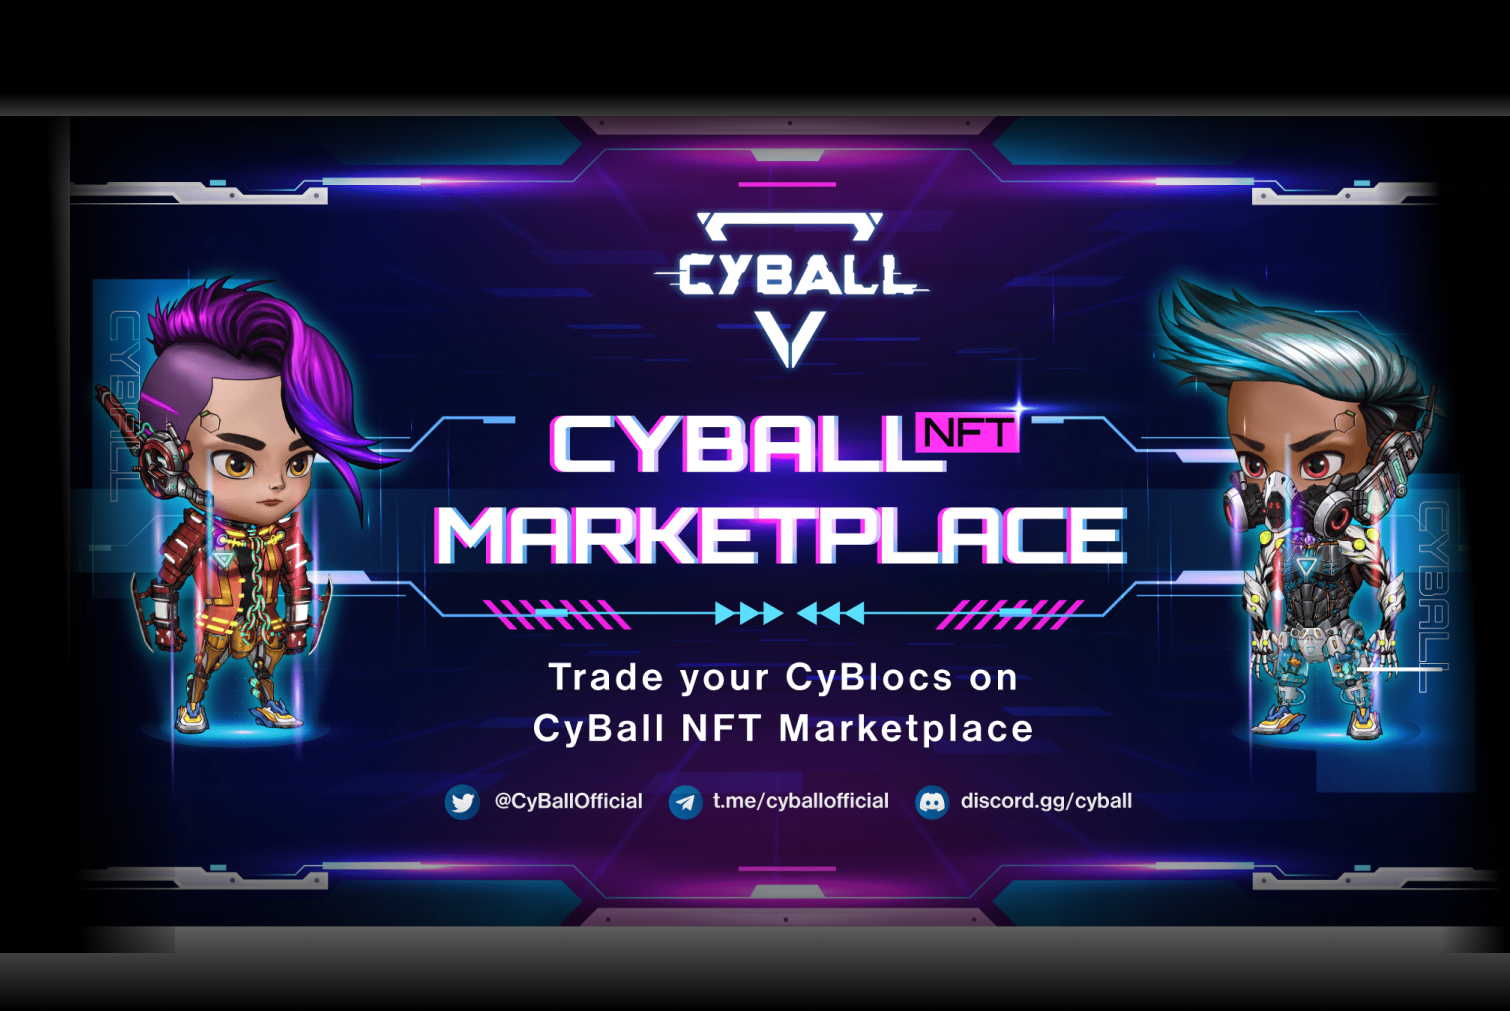 CYBALL
CYBALL NFT
MARKETPLACE
Trade your CyBlocs on
CyBall NFT Marketplace
@CyBallOfficial t.me/cyballofficial discord.gg/cyball
CYBALL
CYBALL